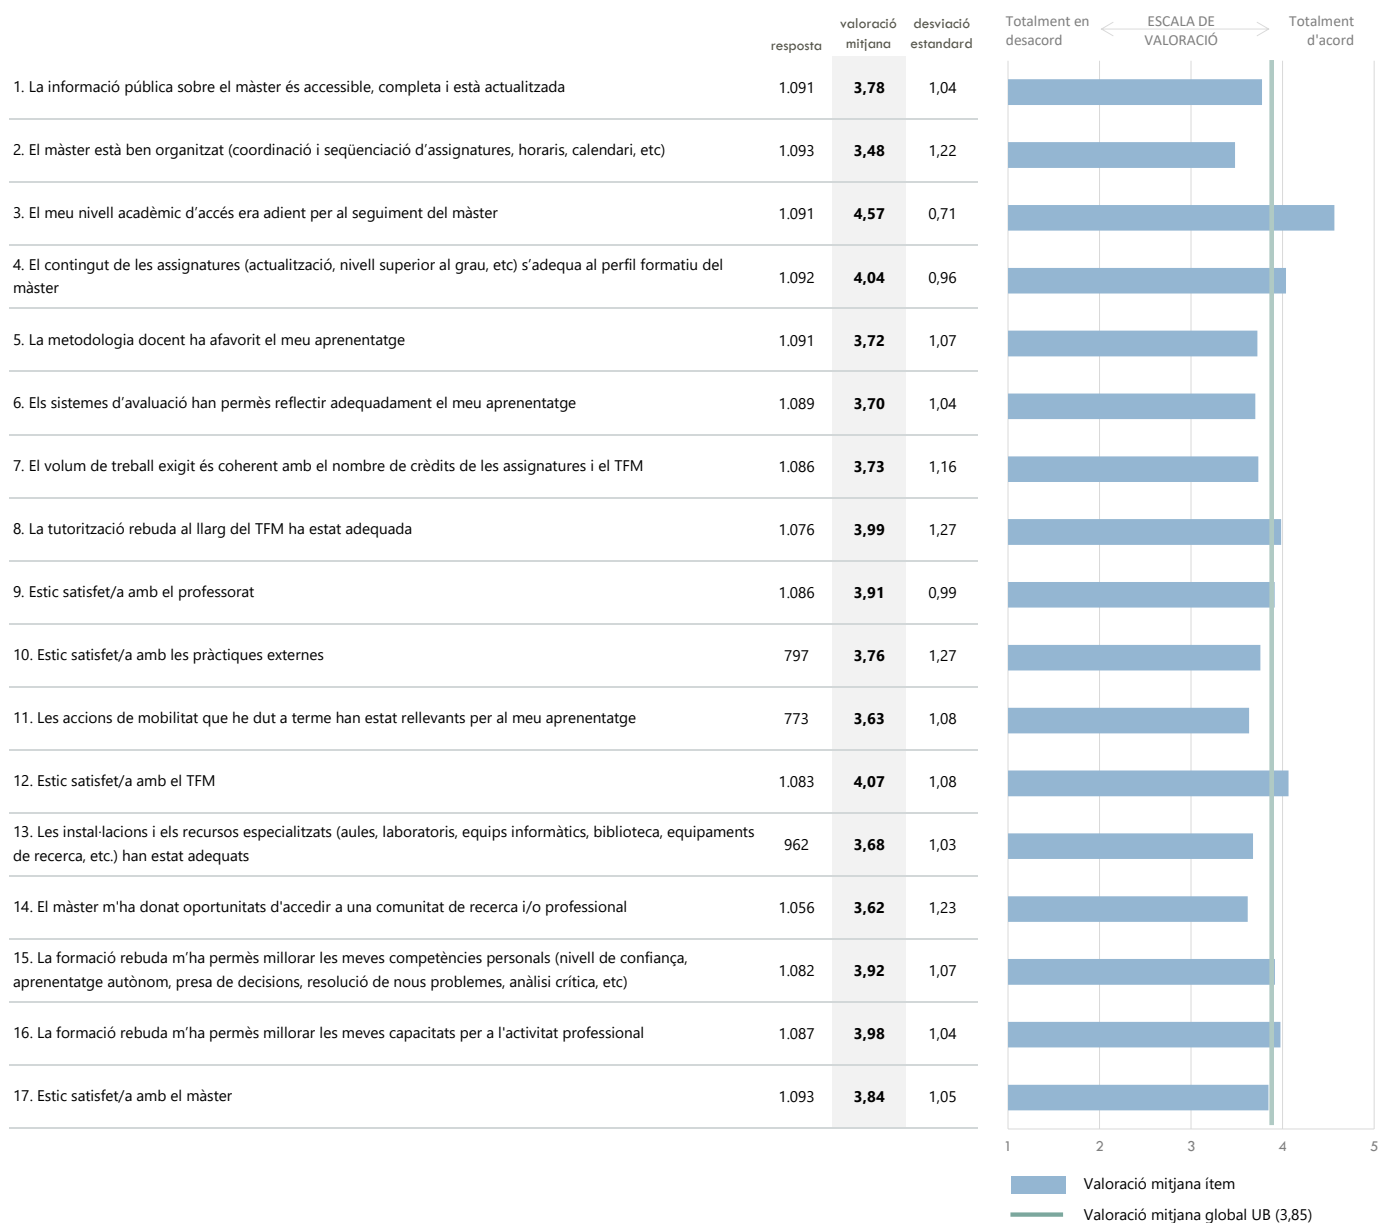 resposta
valoració
mitjana
desviació
estandard
Totalment en
desacord
ESCALA DE
VALORACIÓ
Totalment
d'acord
1. La informació pública sobre el màster és accessible, completa i està actualitzada 1.091 3,78 1,04
2. El màster està ben organitzat (coordinació i seqüenciació d’assignatures, horaris, calendari, etc) 1.093 3,48 1,22
3. El meu nivell acadèmic d’accés era adient per al seguiment del màster 1.091 4,57 0,71
4. El contingut de les assignatures (actualització, nivell superior al grau, etc) s’adequa al perfil formatiu del
màster 1.092 4,04 0,96
5. La metodologia docent ha afavorit el meu aprenentatge 1.091 3,72 1,07
6. Els sistemes d’avaluació han permès reflectir adequadament el meu aprenentatge 1.089 3,70 1,04
7. El volum de treball exigit és coherent amb el nombre de crèdits de les assignatures i el TFM 1.086 3,73 1,16
8. La tutorització rebuda al llarg del TFM ha estat adequada 1.076 3,99 1,27
9. Estic satisfet/a amb el professorat 1.086 3,91 0,99
10. Estic satisfet/a amb les pràctiques externes 797 3,76 1,27
11. Les accions de mobilitat que he dut a terme han estat rellevants per al meu aprenentatge 773 3,63 1,08
12. Estic satisfet/a amb el TFM 1.083 4,07 1,08
13. Les instal·lacions i els recursos especialitzats (aules, laboratoris, equips informàtics, biblioteca, equipaments
de recerca, etc.) han estat adequats 962 3,68 1,03
14. El màster m'ha donat oportunitats d'accedir a una comunitat de recerca i/o professional 1.056 3,62 1,23
15. La formació rebuda m’ha permès millorar les meves competències personals (nivell de confiança,
aprenentatge autònom, presa de decisions, resolució de nous problemes, anàlisi crítica, etc) 1.082 3,92 1,07
16. La formació rebuda m’ha permès millorar les meves capacitats per a l'activitat professional 1.087 3,98 1,04
17. Estic satisfet/a amb el màster 1.093 3,84 1,05
1 2 3 4 5
Valoració mitjana ítem
Valoració mitjana global UB (3,85)